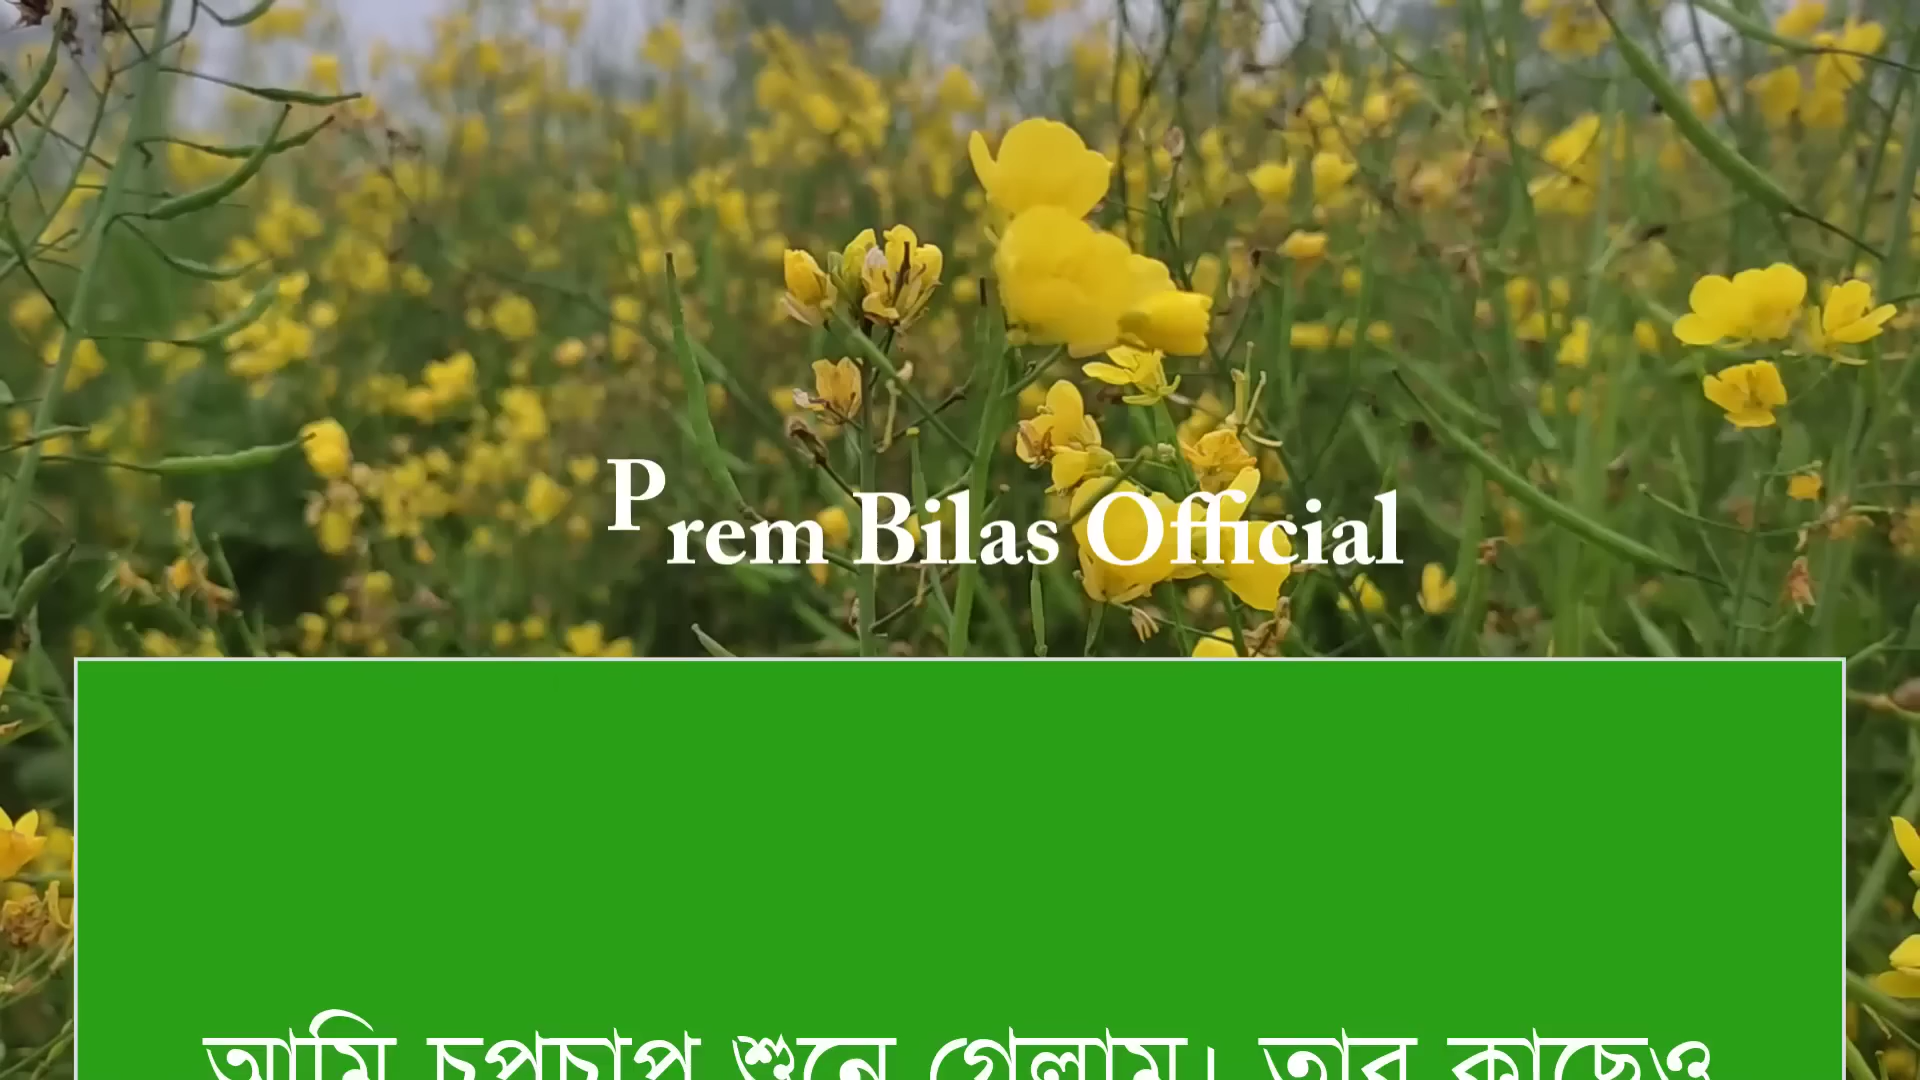 Prem Bilas Official
আমি চুপচাপ শুনে গেলাম। তার কাছেও